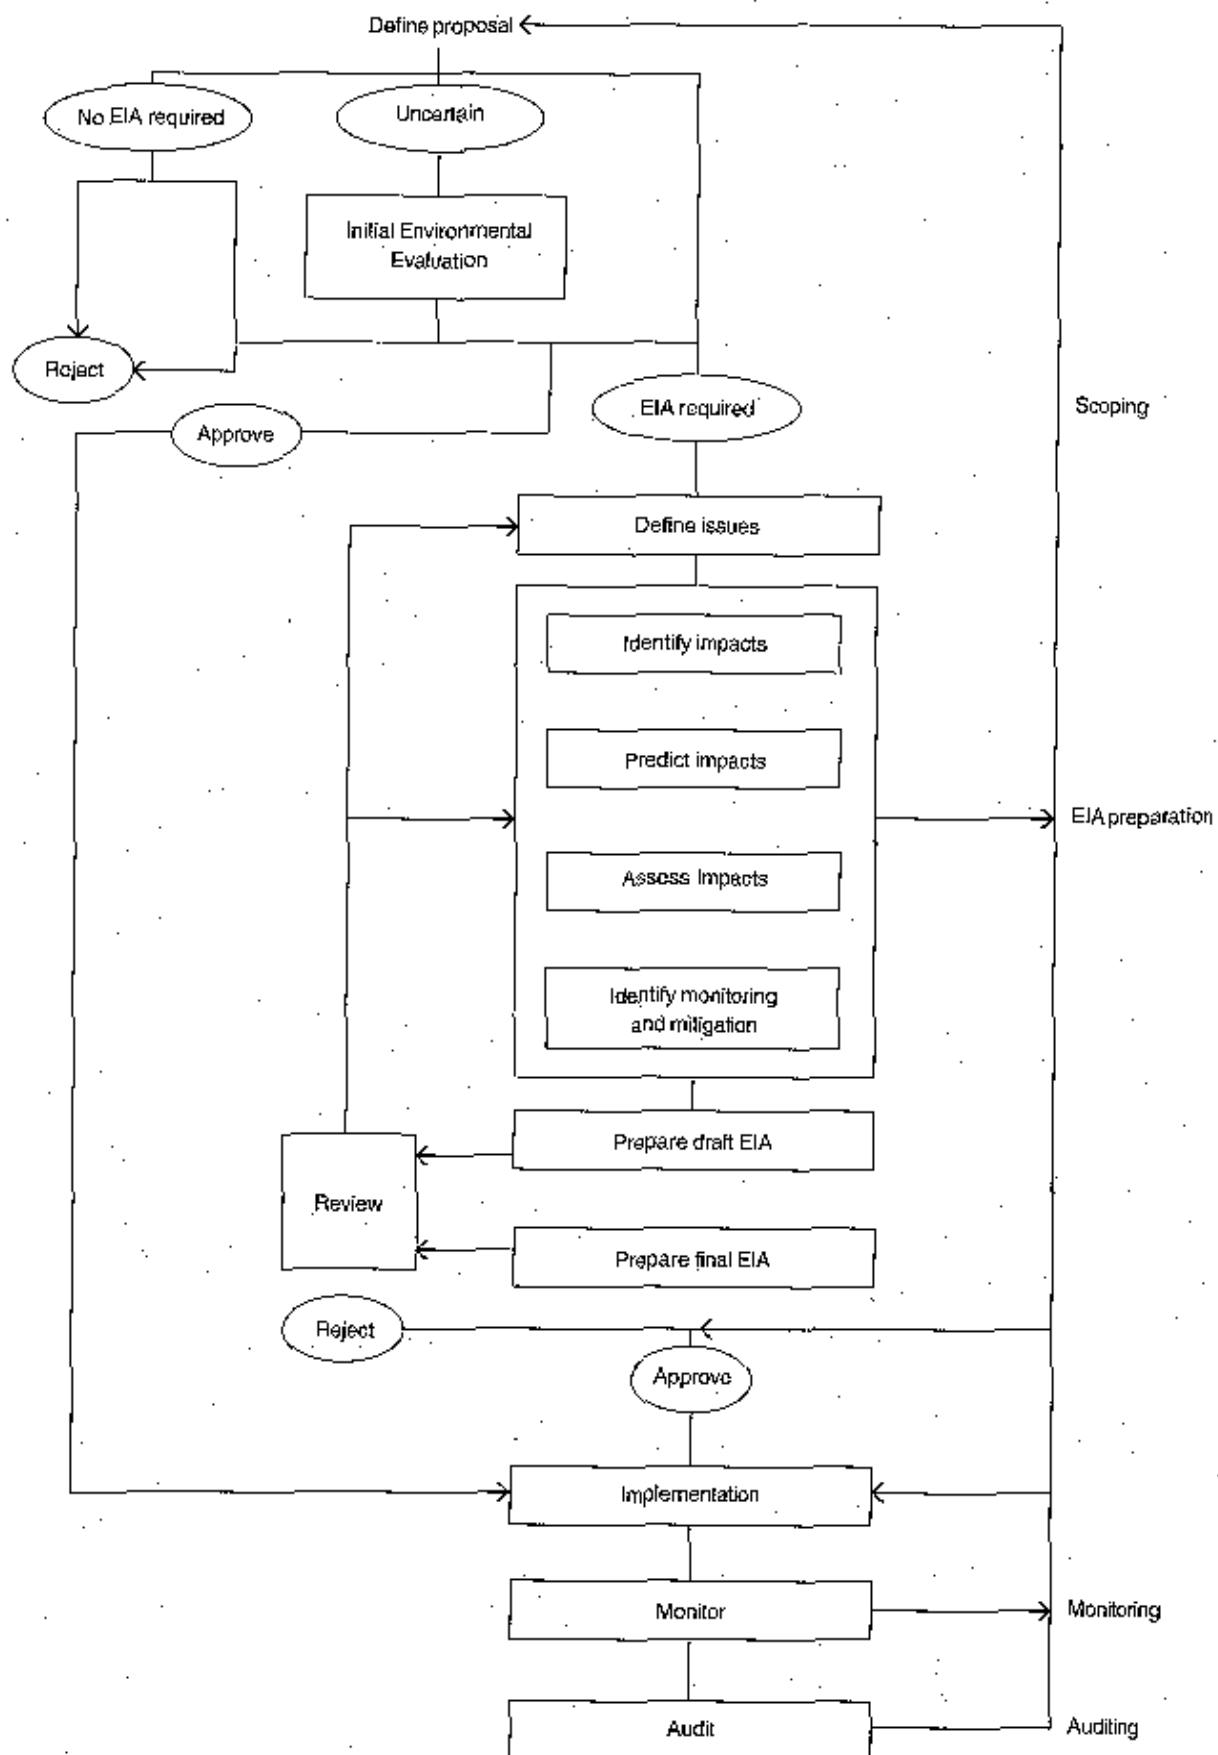 Define proposal
No EIA required
Uncertain
Initial Environmental
Evaluation
Reject
EIA required
Scoping
Approve
Define issues
Identify impacts
Predict impacts
EIA preparation
Assess Impacts
Identify monitoring
and mitigation
Prepare draft EIA
Review
Prepare final EIA
Reject
Approve
Implementation
Monitor
Monitoring
Audit
Auditing